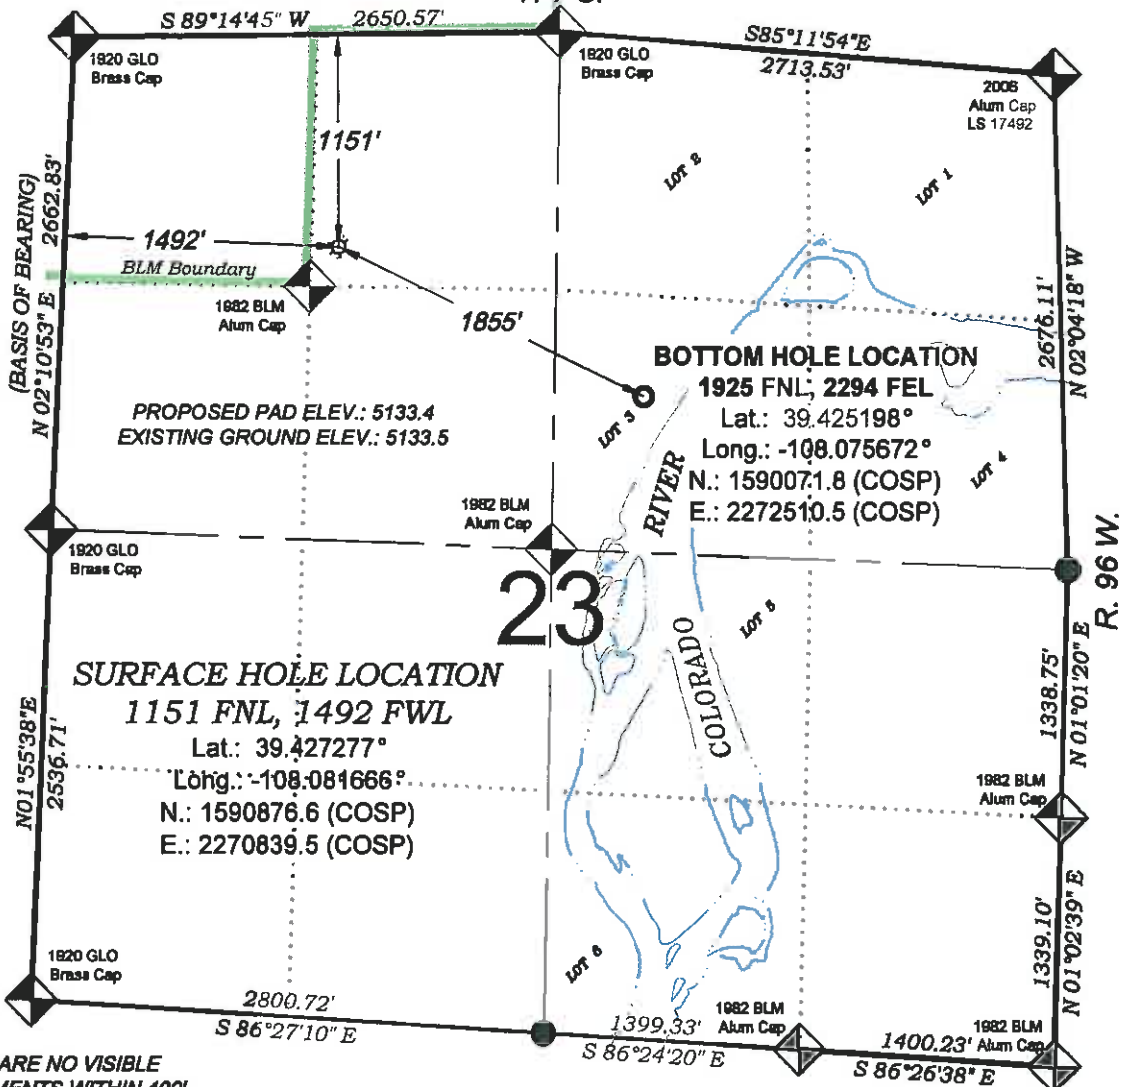 S 89°14'45" W 2650.57'
S85°11'54"E
2713.53'
1920 GLO
Brass Cap
1920 GLO
Brass Cap
2006
Alum Cap
LS 17492
1151'
LOT 2
LOT 1
(BASIS OF BEARING)
N 02°10'53" E 2662.83'
1492'
BLM Boundary
1982 BLM
Alum Cap
1855'
2676.11'
N 02°04'18" W
BOTTOM HOLE LOCATION
1925 FNL, 2294 FEL
Lat.: 39.425198°
Long.: -108.075672°
N.: 1590071.8 (COSP)
E.: 2272510.5 (COSP)
PROPOSED PAD ELEV.: 5133.4
EXISTING GROUND ELEV.: 5133.5
LOT 3
LOT 4
RIVER
1982 BLM
Alum Cap
1920 GLO
Brass Cap
R. 96 W.
23
LOT 5
COLORADO
SURFACE HOLE LOCATION
1151 FNL, 1492 FWL
Lat.: 39.427277°
Long.: -108.081666°
N.: 1590876.6 (COSP)
E.: 2270839.5 (COSP)
N01°55'38"E
2536.71'
1338.75'
N 01°01'20" E
1982 BLM
Alum Cap
1339.10'
N 01°02'39" E
1920 GLO
Brass Cap
LOT 6
2800.72'
S 86°27'10" E
1399.33'
S 86°24'20" E
1982 BLM
Alum Cap
1400.23'
S 86°26'38" E
1982 BLM
Alum Cap
ARE NO VISIBLE